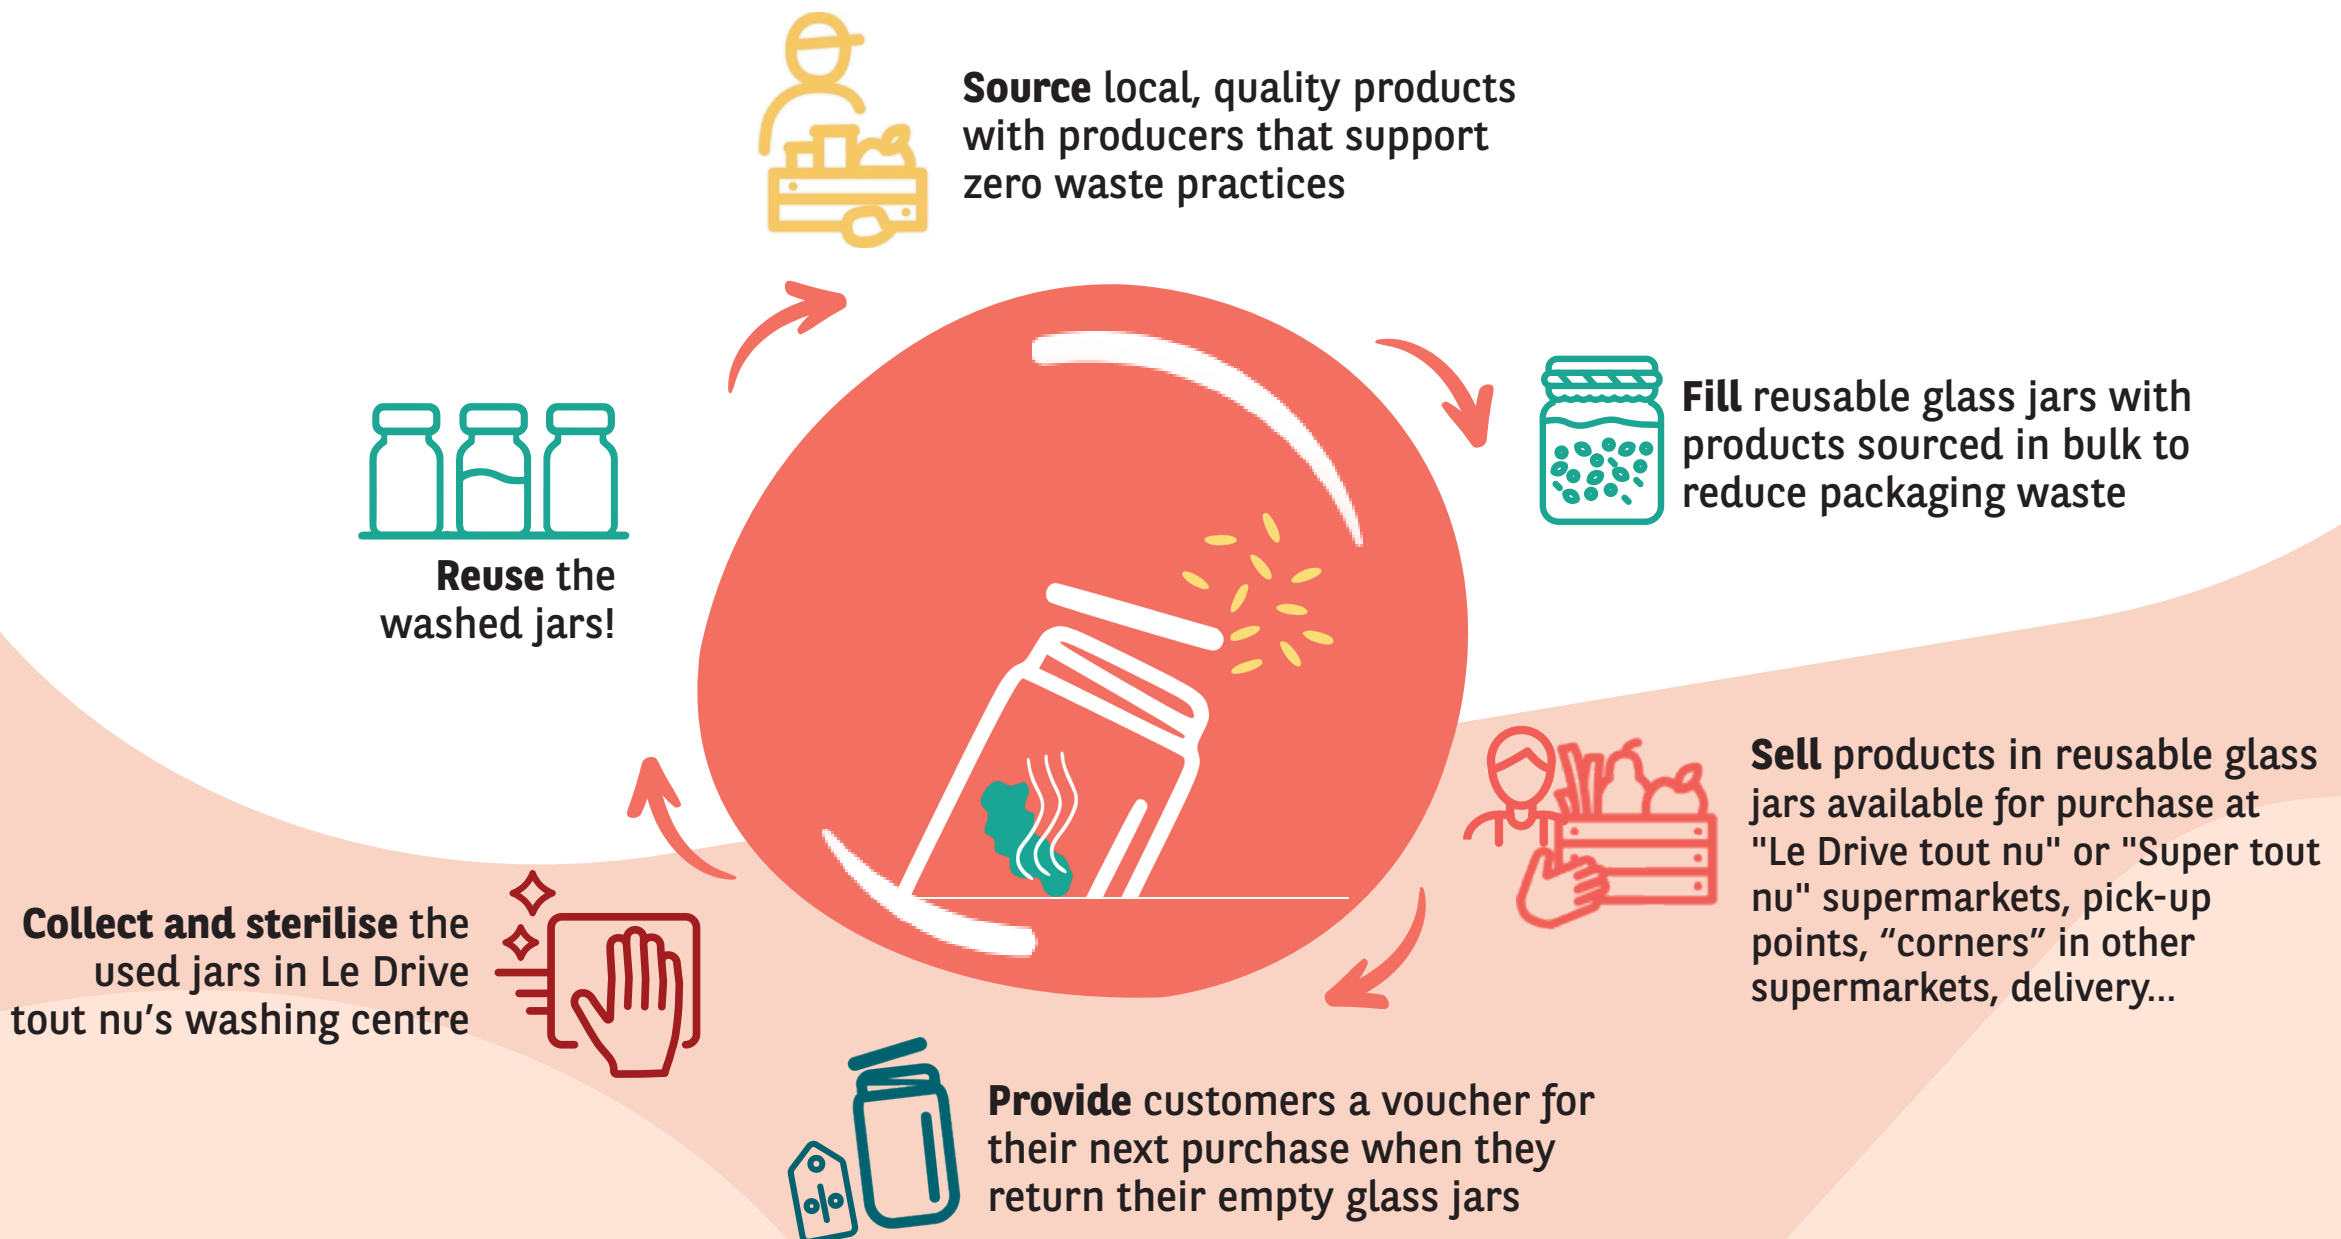 Source local, quality products
with producers that support
zero waste practices
Fill reusable glass jars with
products sourced in bulk to
reduce packaging waste
Sell products in reusable glass
jars available for purchase at
"Le Drive tout nu" or "Super tout
nu" supermarkets, pick-up
points, “corners” in other
supermarkets, delivery...
Provide customers a voucher for
their next purchase when they
return their empty glass jars
Collect and sterilise the
used jars in Le Drive
tout nu’s washing centre
Reuse the
washed jars!